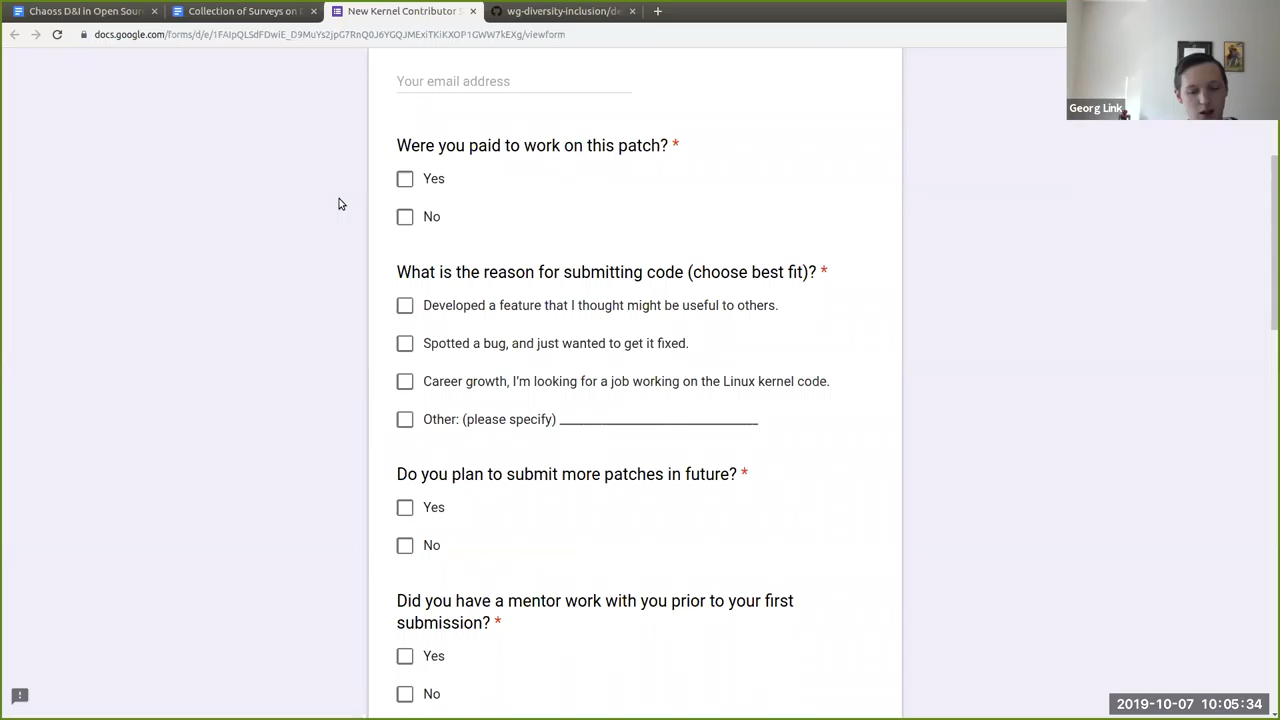 Chaoss D&I in Open Sour
Collection of Surveys on D
New Kernel Contributor S
wg-diversity-inclusion/de
docs.google.com/forms/d/e/1FAIpQLSdFDwiE_D9MuYs2jpG7RnQ0J6YGQJMExiTKiKXOP1GWW7kEXg/viewform
Georg Link
Your email address
Were you paid to work on this patch? *
Yes
No
What is the reason for submitting code (choose best fit)? *
Developed a feature that I thought might be useful to others.
Spotted a bug, and just wanted to get it fixed.
Career growth, I'm looking for a job working on the Linux kernel code.
Other: (please specify) ___________________________
Do you plan to submit more patches in future? *
Yes
No
Did you have a mentor work with you prior to your first
submission? *
Yes
No
2019-10-07 10:05:34